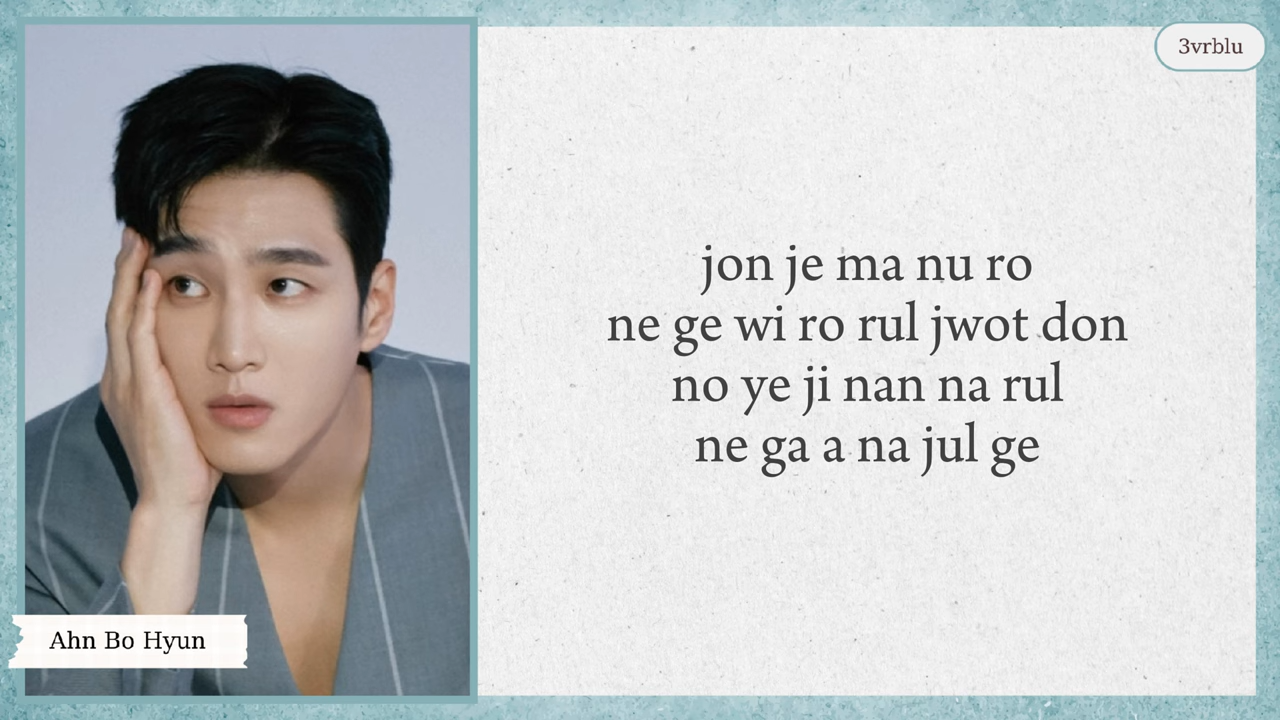 3vrblu
jon je ma nu ro
ne ge wi ro rul jwot don
no ye ji nan na rul
ne ga a na jul ge
Ahn Bo Hyun